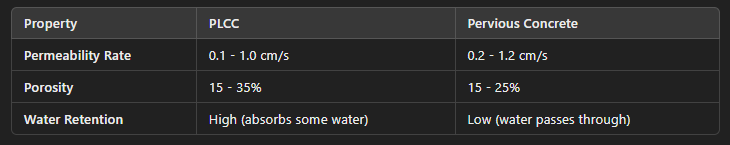 Property PLCC Pervious Concrete
Permeability Rate 0.1 - 1.0 cm/s 0.2 - 1.2 cm/s
Porosity 15 - 35% 15 - 25%
Water Retention High (absorbs some water) Low (water passes through)